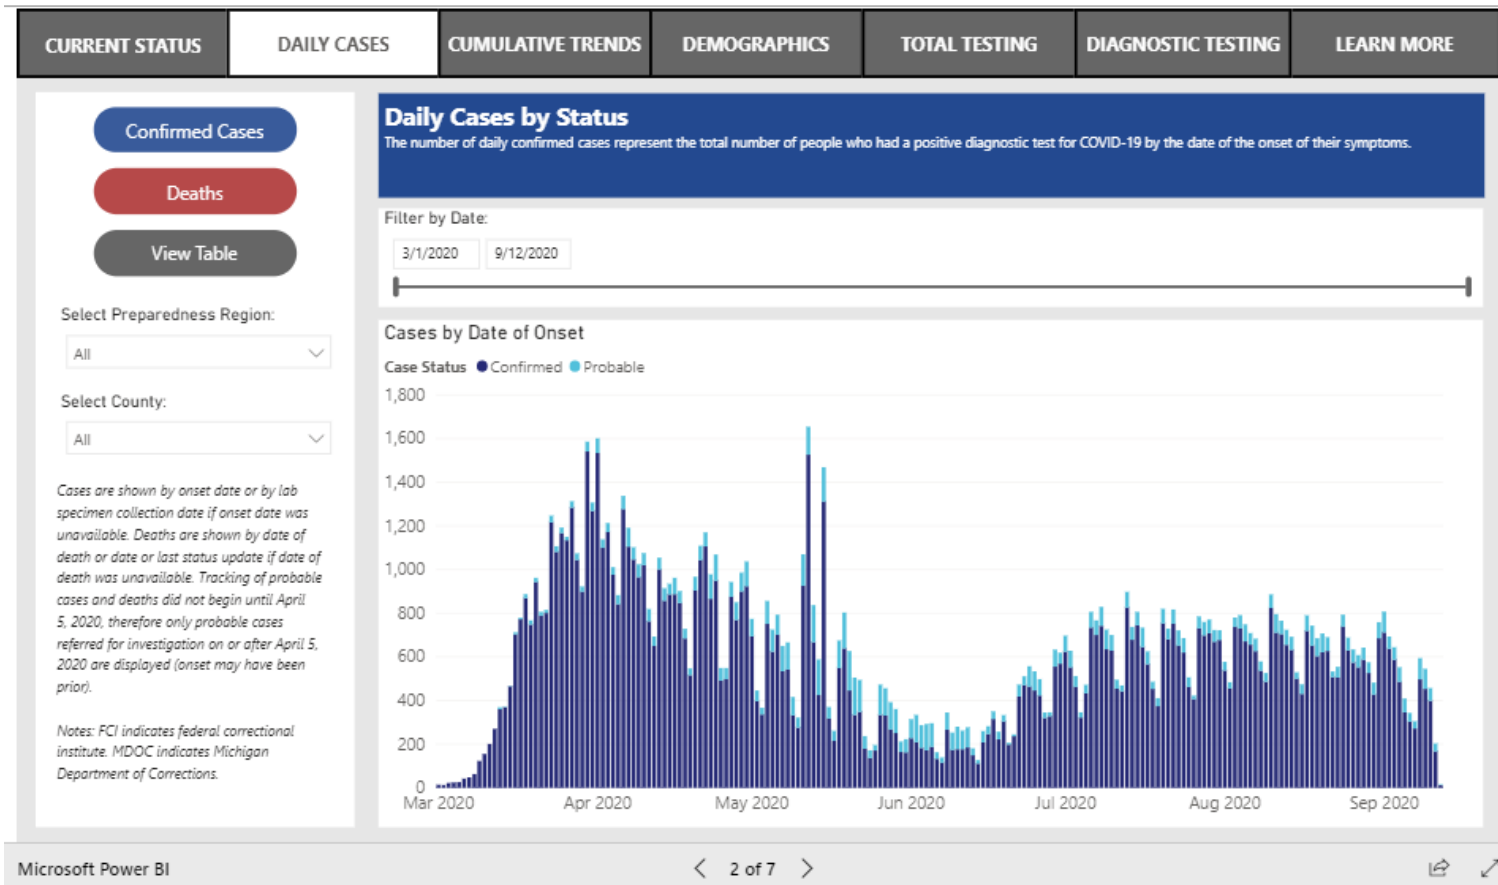 CURRENT STATUS
DAILY CASES
CUMULATIVE TRENDS
DEMOGRAPHICS
TOTAL TESTING
DIAGNOSTIC TESTING
LEARN MORE
Confirmed Cases
Deaths
View Table
Select Preparedness Region:
All
Select County:
All
Cases are shown by onset date or by lab
specimen collection date if onset date was
unavailable. Deaths are shown by date of
death or date or last status update if date of
death was unavailable. Tracking of probable
cases and deaths did not begin until April
5, 2020, therefore only probable cases
referred for investigation on or after April 5,
2020 are displayed (onset may have been
prior).
Notes: FCI indicates federal correctional
institute. MDOC indicates Michigan
Department of Corrections.
Daily Cases by Status
The number of daily confirmed cases represent the total number of people who had a positive diagnostic test for COVID-19 by the date of the onset of their symptoms.
Filter by Date:
3/1/2020 9/12/2020
Cases by Date of Onset
Case Status Confirmed Probable
1,800
1,600
1,400
1,200
1,000
800
600
400
200
0
Mar 2020 Apr 2020 May 2020 Jun 2020 Jul 2020 Aug 2020 Sep 2020
Microsoft Power BI
2 of 7